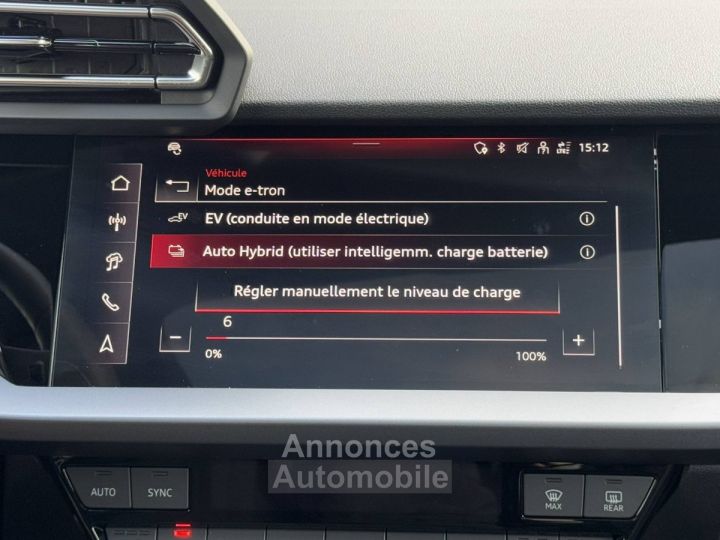 15:12
Véhicule
Mode e-tron
EV
EV (conduite en mode électrique)
Auto Hybrid (utiliser intelligemm. charge batterie)
Régler manuellement le niveau de charge
6
0%
100%
Annonces
Automobile
AUTO
SYNC
MAX
REAR